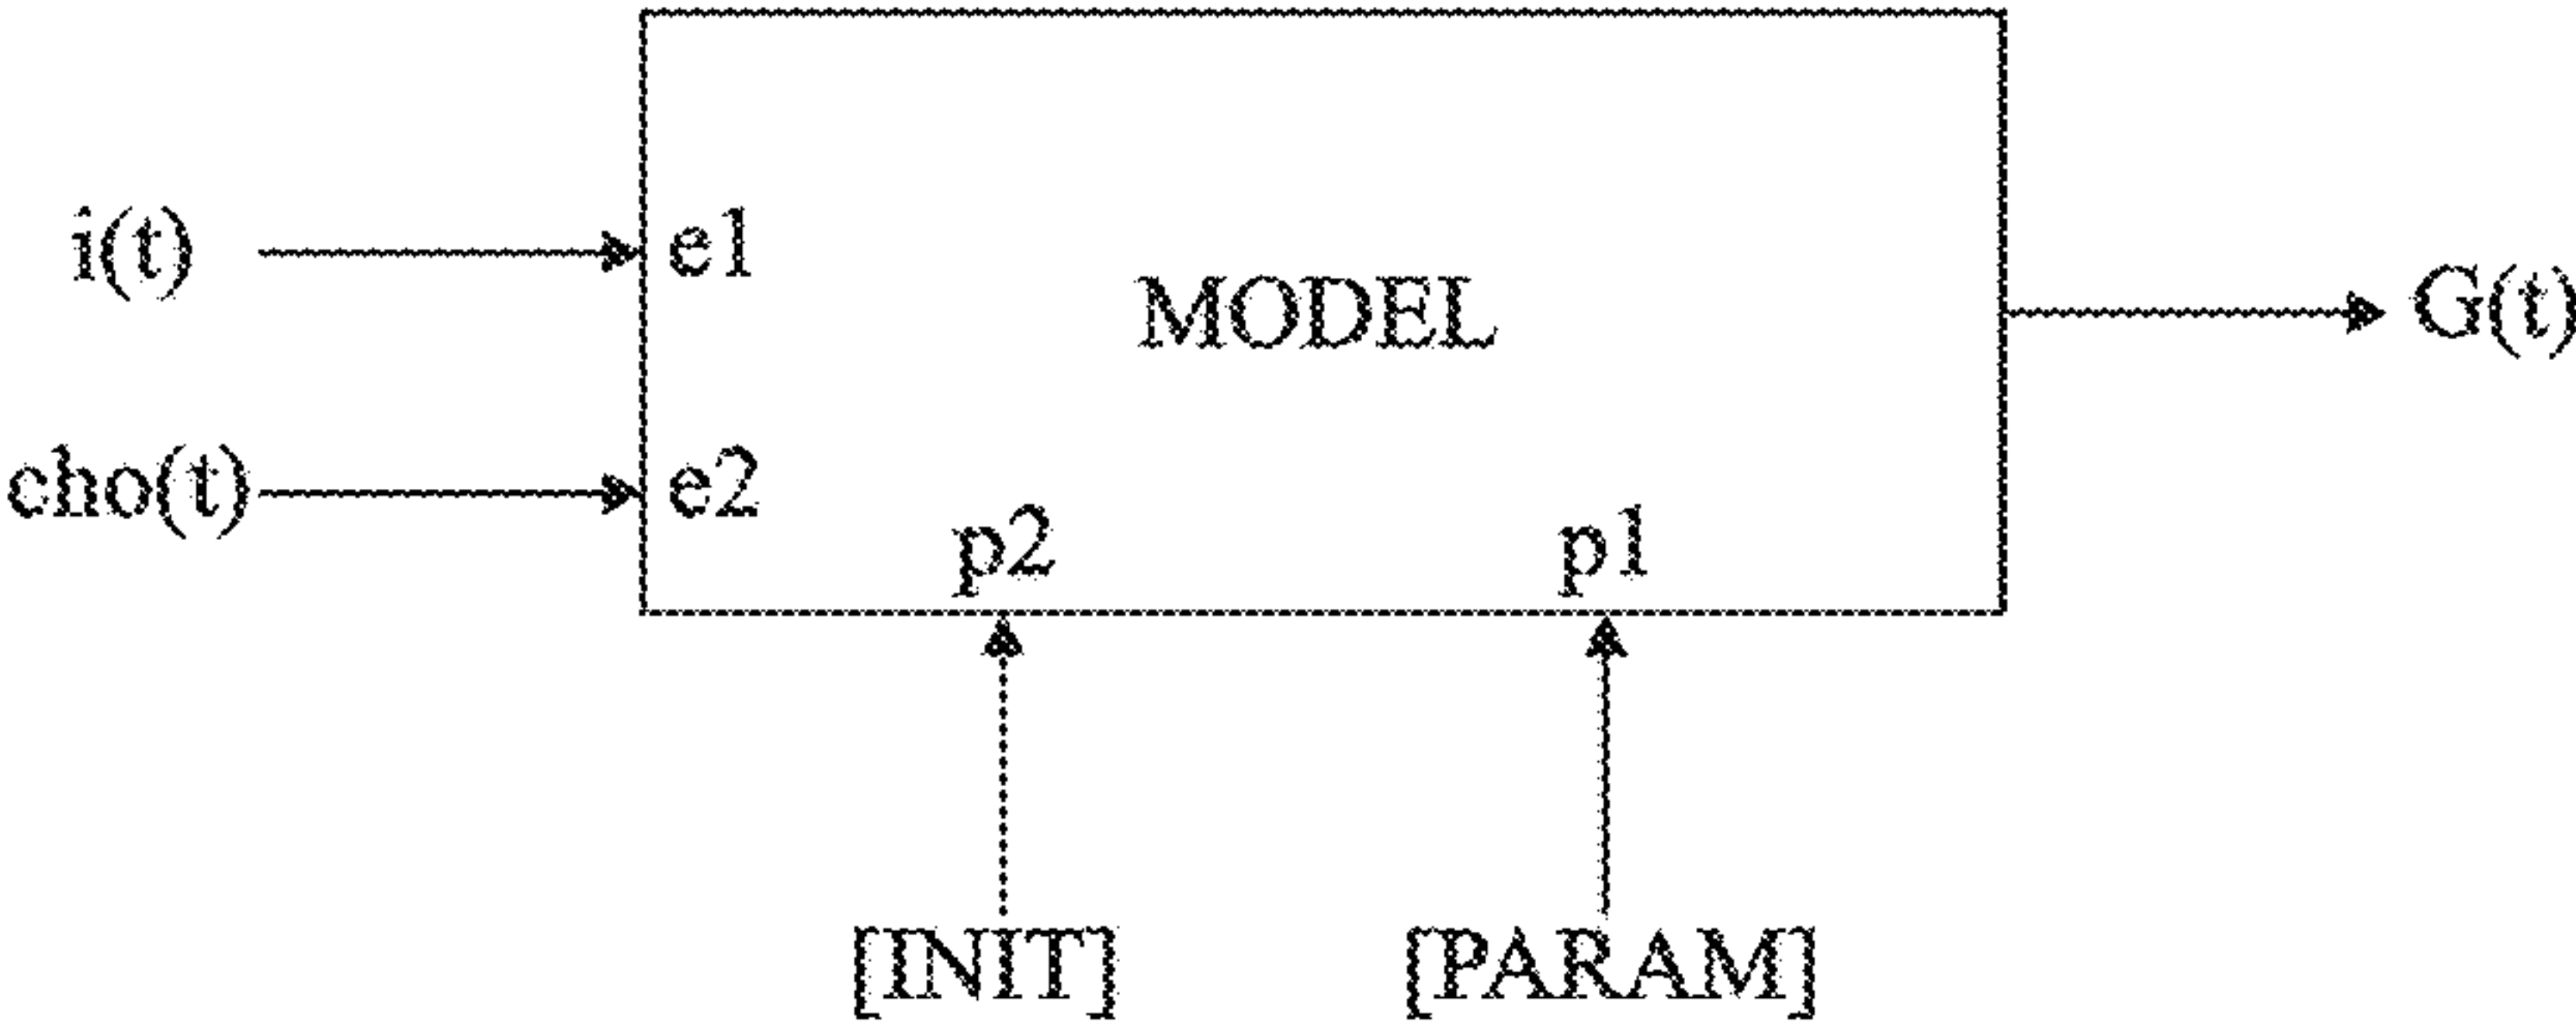 i(t)
e1
MODEL
G(t)
cho(t)
e2
p2
p1
[INIT]
[PARAM]